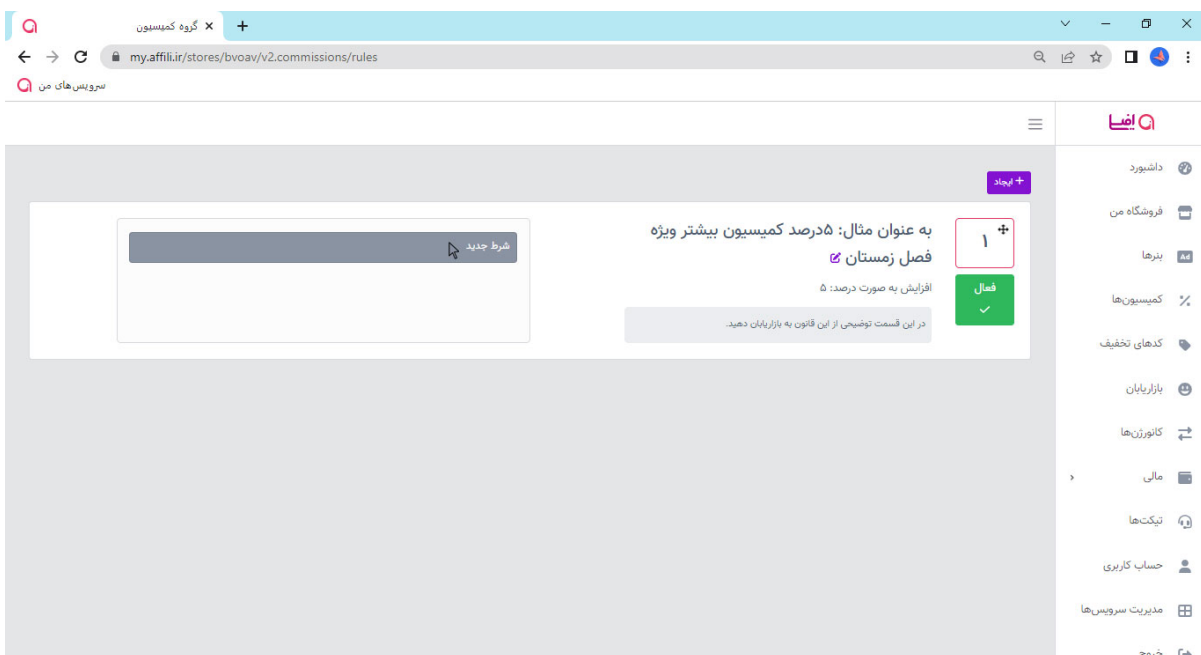 گروه کمیسیون
my.affili.ir/stores/bvoav/v2.commissions/rules
سرویس‌های من
افیلی
داشبورد
فروشگاه من
Ad
بنرها
کمیسیون‌ها
کدهای تخفیف
بازاریابان
کانورژن‌ها
مالی
تیکت‌ها
حساب کاربری
مدیریت سرویس‌ها
خروج
+ ایجاد
۱
فعال
به عنوان مثال: ۵درصد کمیسیون بیشتر ویژه
فصل زمستان
افزایش به صورت درصد: ۵
در این قسمت توضیحی از این قانون به بازاریابان دهید.
شرط جدید